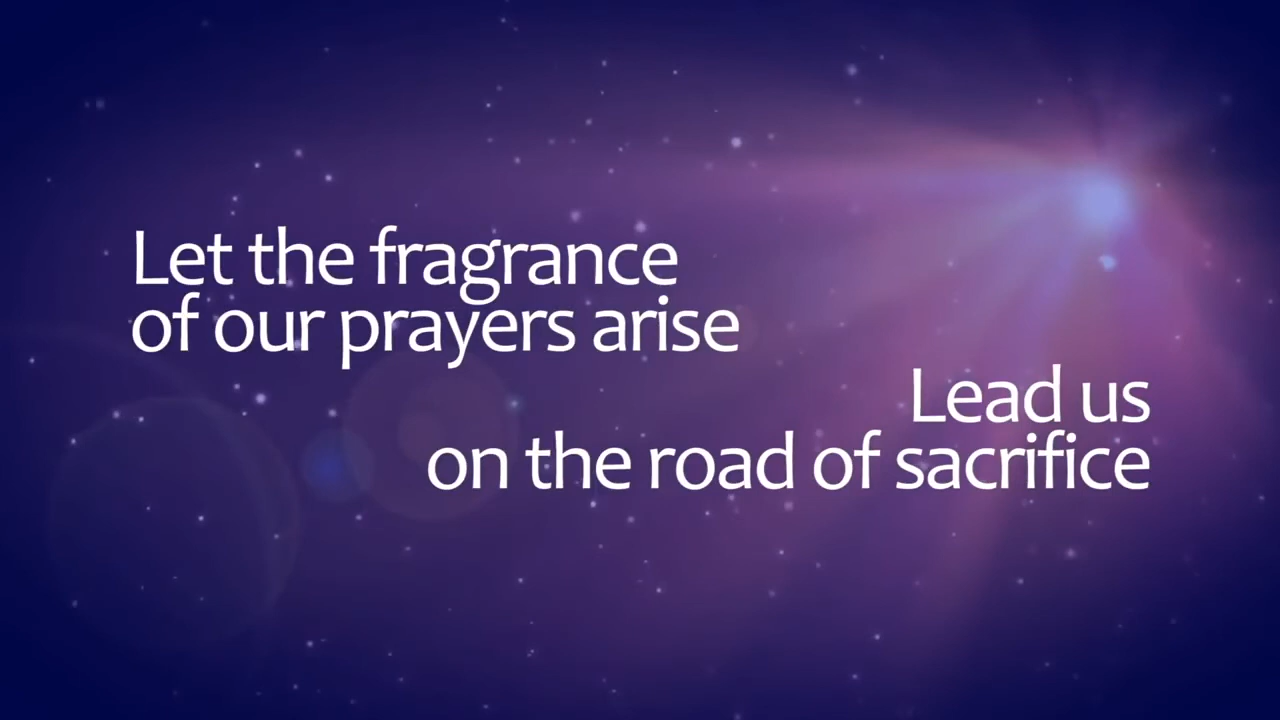 Let the fragrance
of our prayers arise
Lead us
on the road of sacrifice